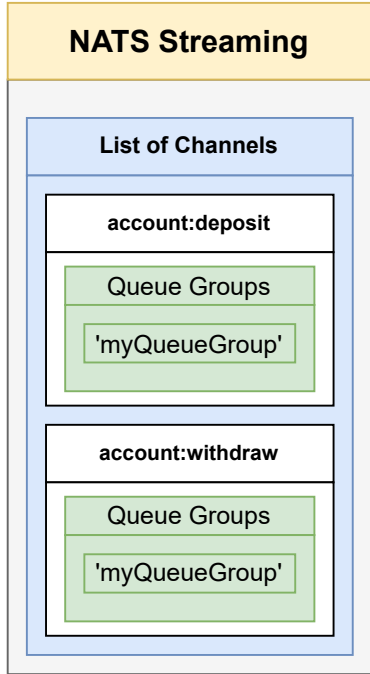 NATS Streaming
List of Channels
account:deposit
Queue Groups
'myQueueGroup'
account:withdraw
Queue Groups
'myQueueGroup'